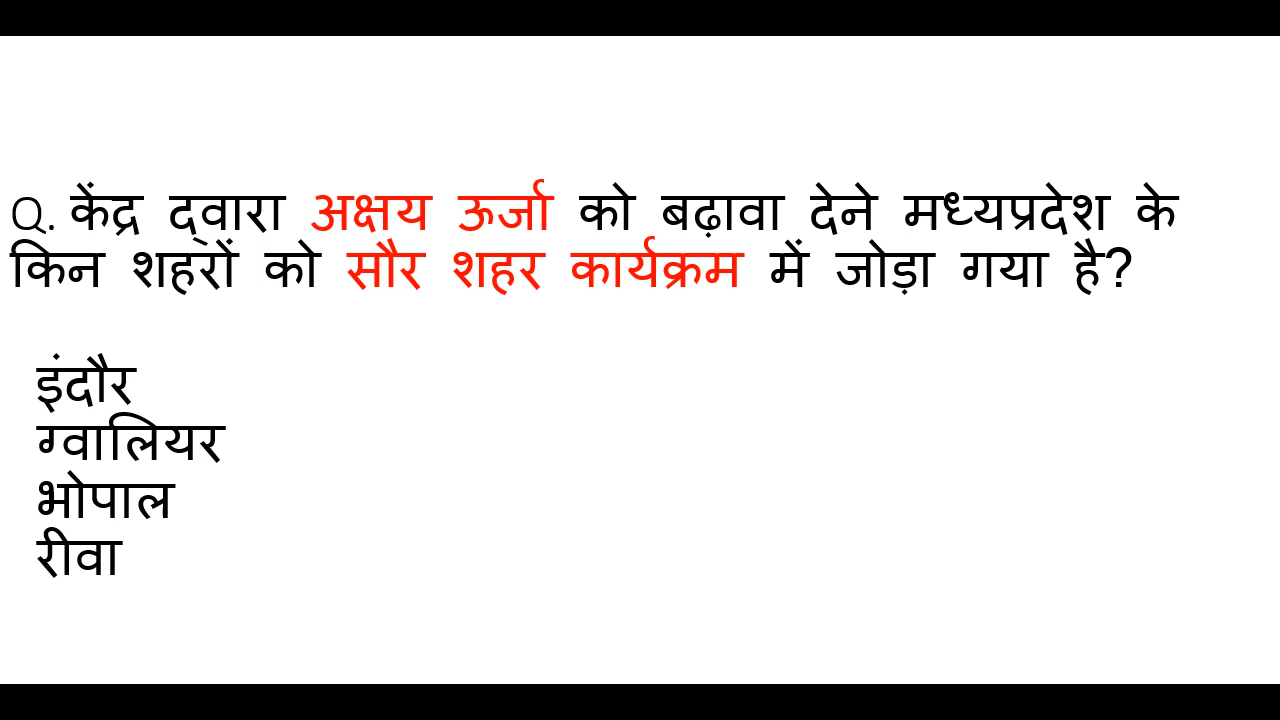 Q. केंद्र द्वारा अक्षय ऊर्जा को बढ़ावा देने मध्यप्रदेश के
किन शहरों को सौर शहर कार्यक्रम में जोड़ा गया है?
इंदौर
ग्वालियर
भोपाल
रीवा